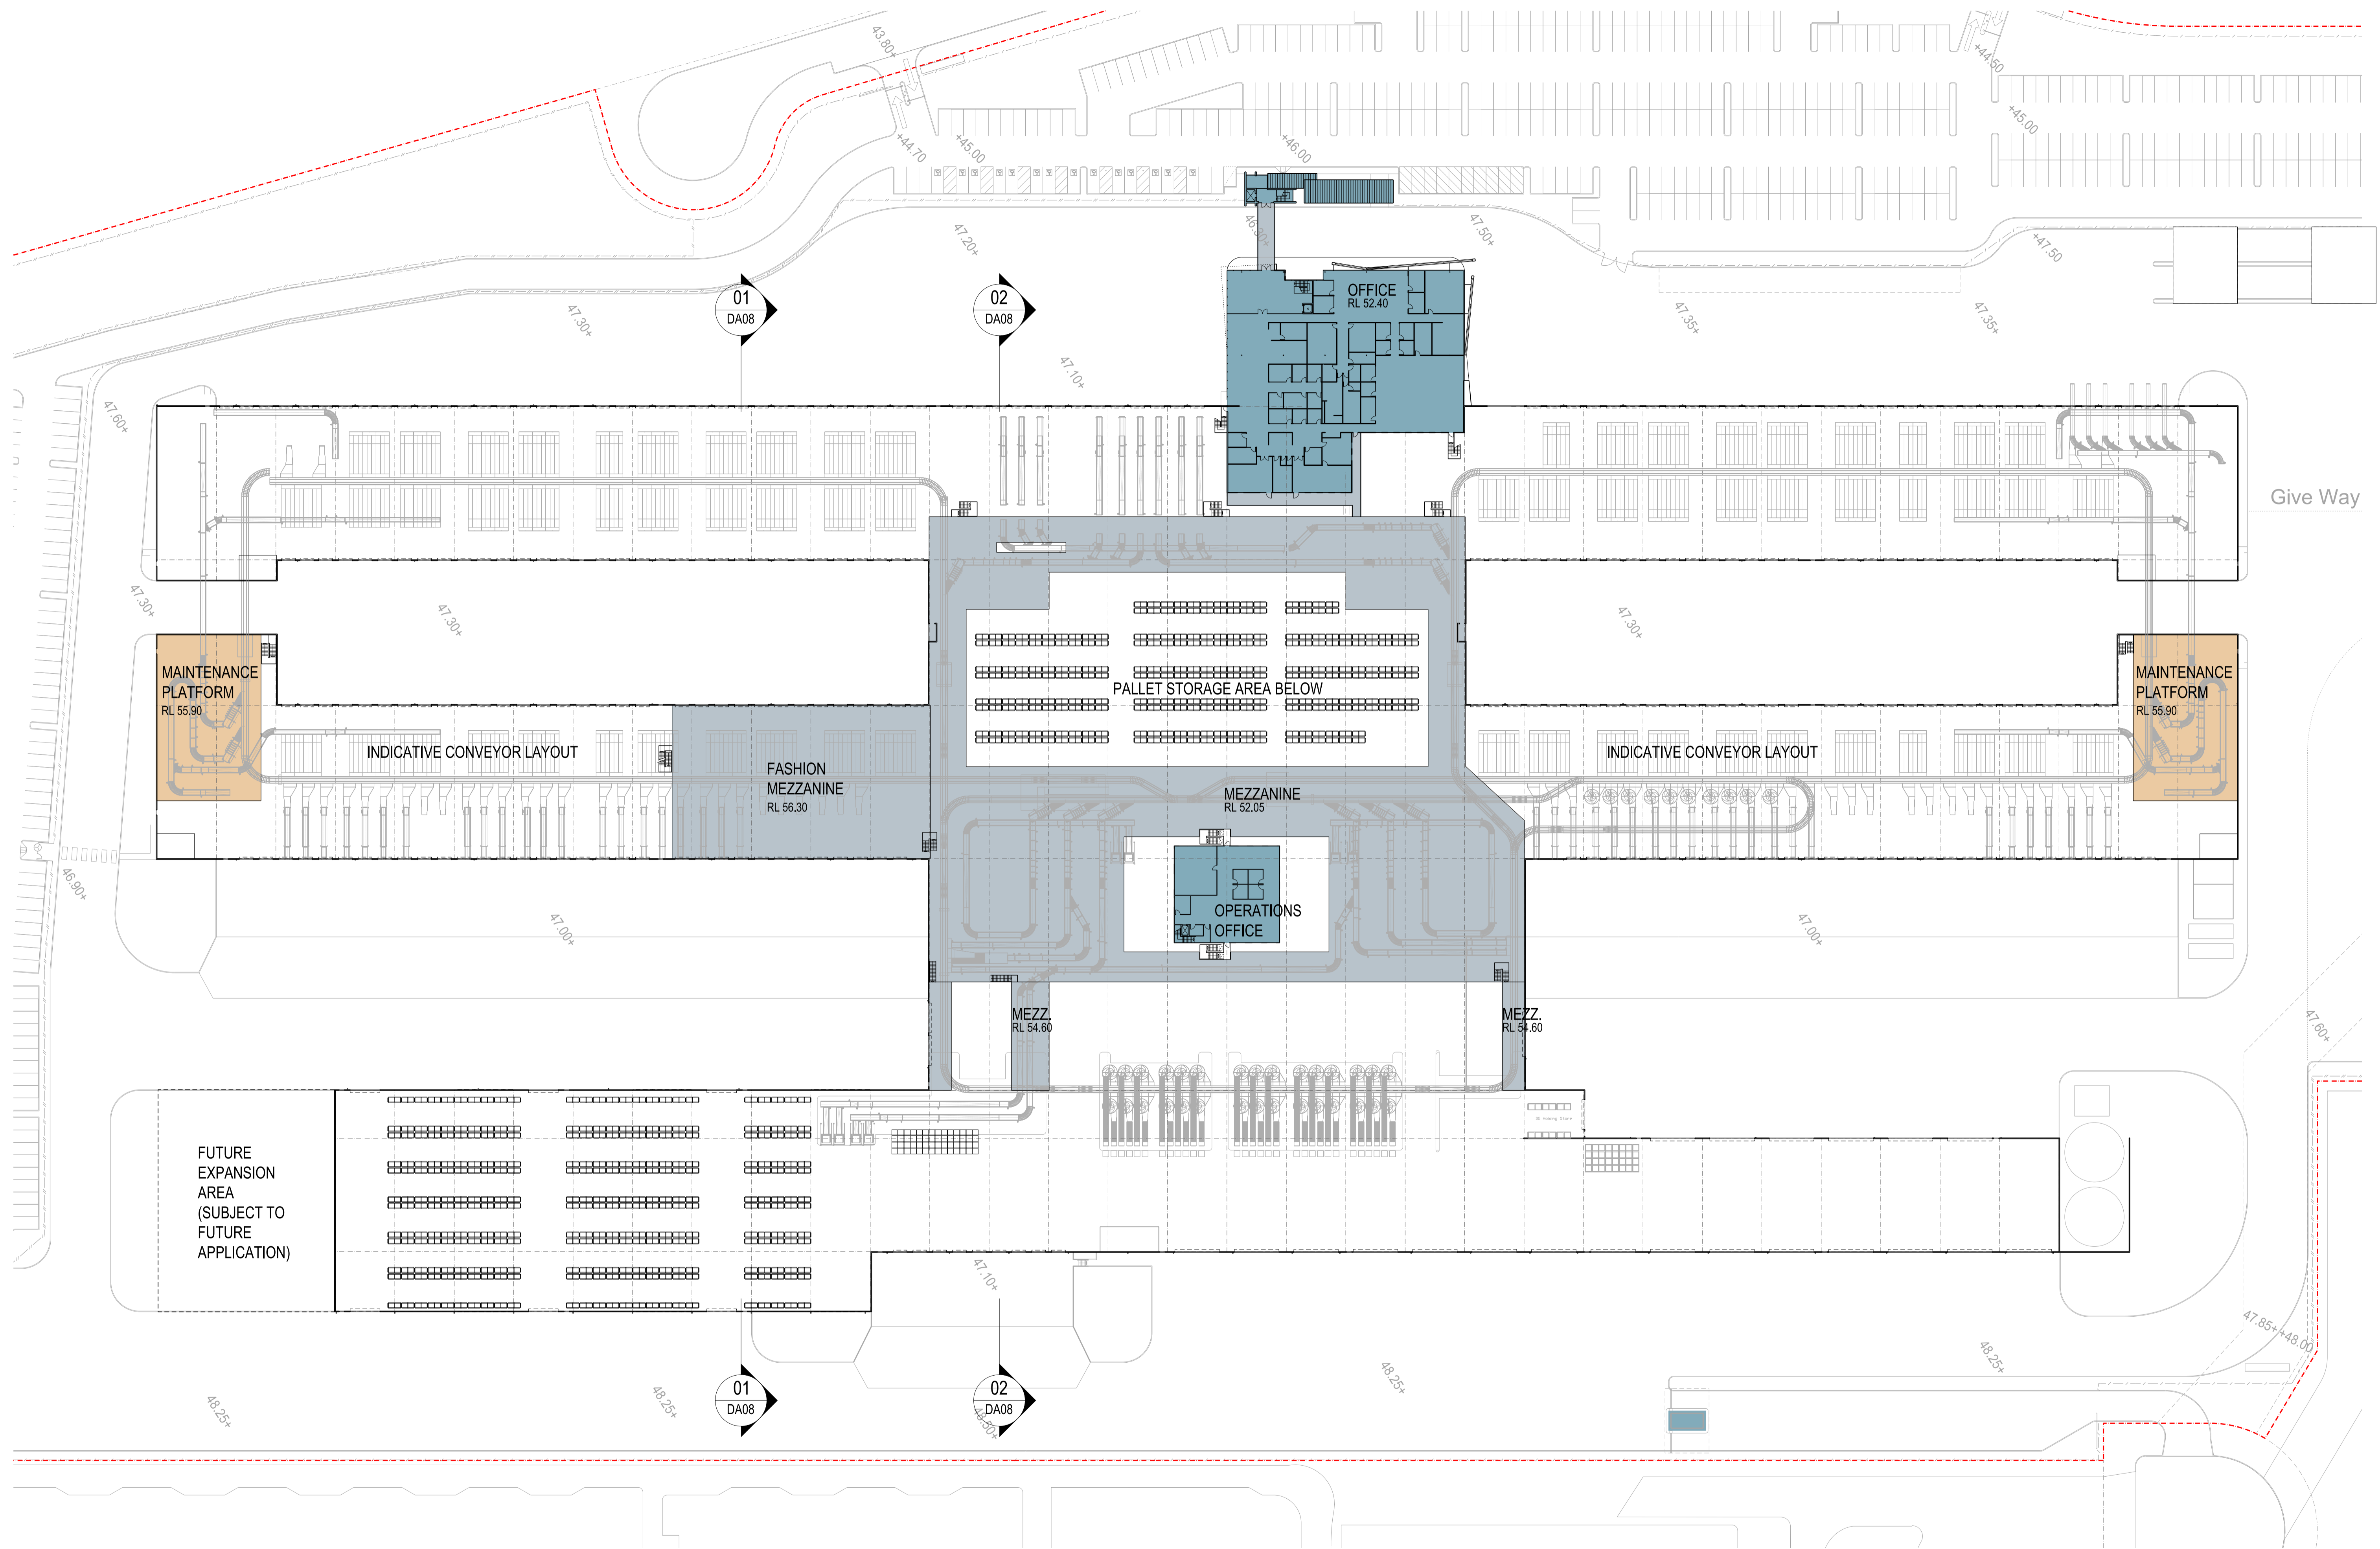 43.80+
+44.50
+44.70
+45.00
+46.00
+45.00
47.20+
46.30+
47.50+
+47.50
01
DA08
02
DA08
OFFICE
RL 52.40
47.30+
47.35+
47.35+
47.10+
47.60+
Give Way
47.30+
47.30+
47.30+
MAINTENANCE
PLATFORM
RL 55.90
MAINTENANCE
PLATFORM
RL 55.90
PALLET STORAGE AREA BELOW
INDICATIVE CONVEYOR LAYOUT
INDICATIVE CONVEYOR LAYOUT
FASHION
MEZZANINE
RL 56.30
MEZZANINE
RL 52.05
46.90+
47.00+
OPERATIONS
OFFICE
47.00+
MEZZ.
RL 54.60
MEZZ.
RL 54.60
47.60+
FUTURE
EXPANSION
AREA
(SUBJECT TO
FUTURE
APPLICATION)
47.10+
47.85+
+48.00
48.25+
48.25+
48.25+
48.25+
01
DA08
02
DA08
48.50+